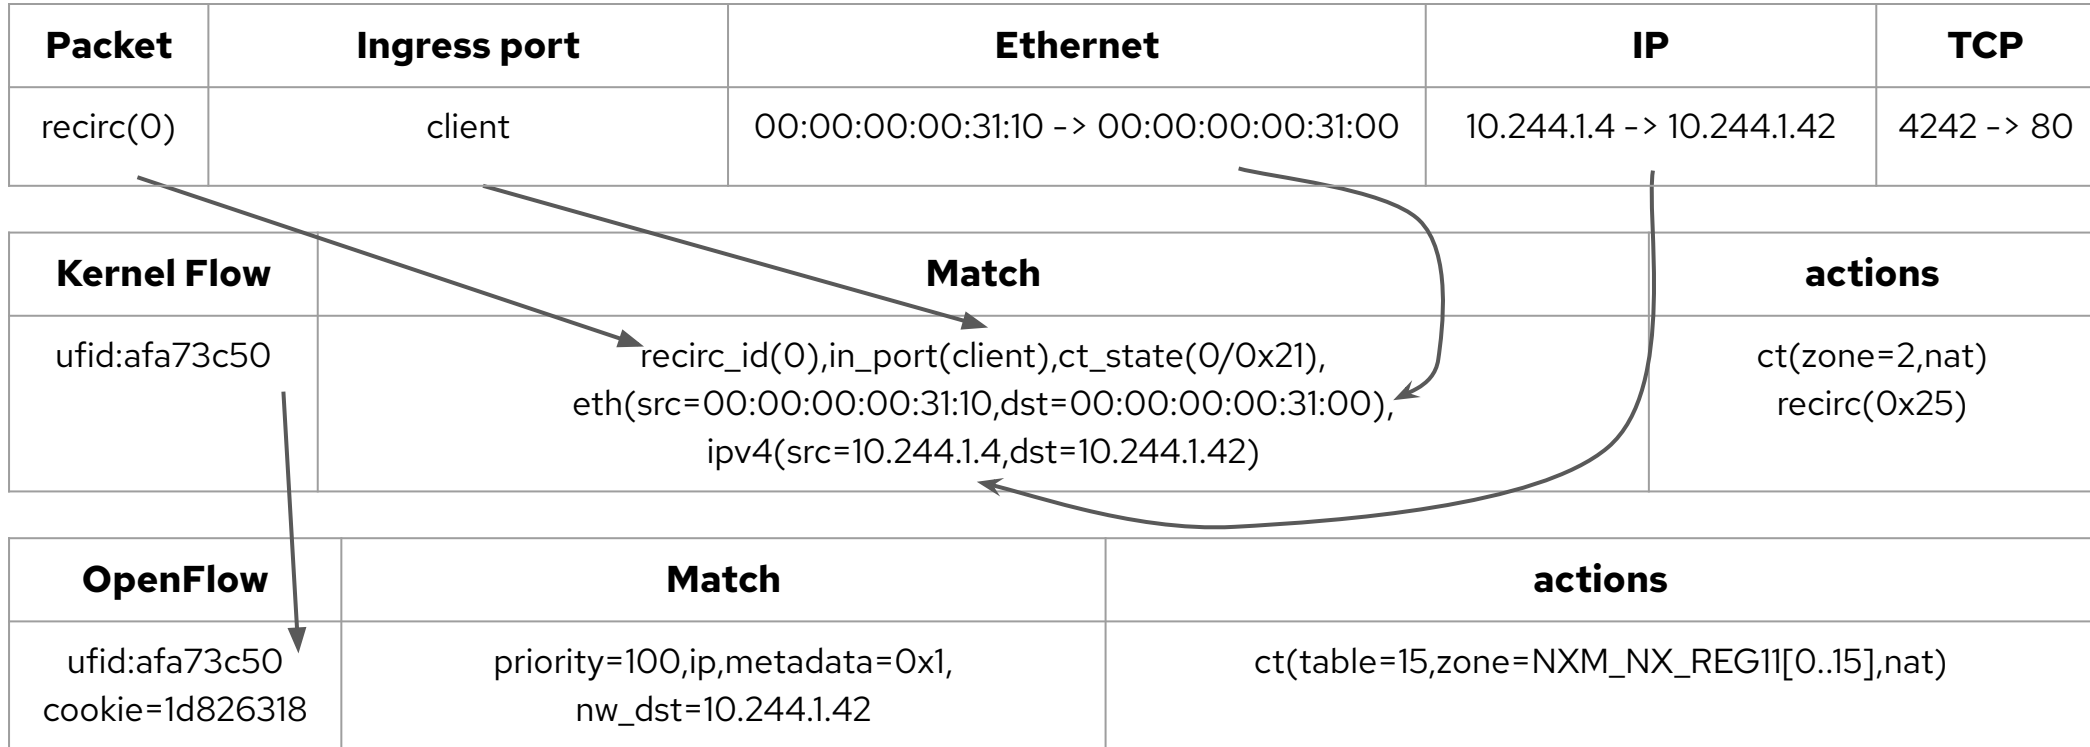 Packet Ingress port Ethernet IP TCP
recirc(0) client 00:00:00:00:31:10 -> 00:00:00:00:31:00 10.244.1.4 -> 10.244.1.42 4242 -> 80
Kernel Flow Match actions
ufid:afa73c50 recirc_id(0),in_port(client),ct_state(0/0x21), ct(zone=2,nat)
eth(src=00:00:00:00:31:10,dst=00:00:00:00:31:00), recirc(0x25)
ipv4(src=10.244.1.4,dst=10.244.1.42)
OpenFlow Match actions
ufid:afa73c50 priority=100,ip,metadata=0x1, ct(table=15,zone=NXM_NX_REG11[0..15],nat)
cookie=1d826318 nw_dst=10.244.1.42